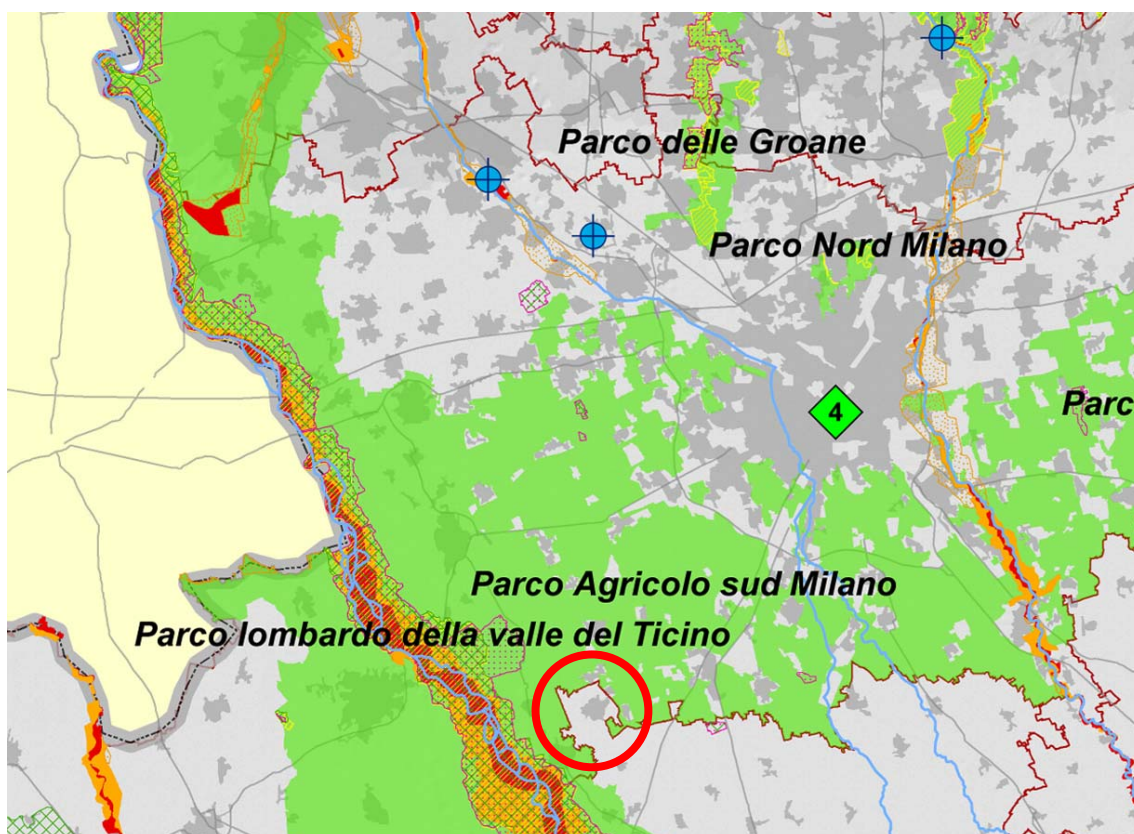 Parco delle Groane
Parco Nord Milano
Parc
4
Parco Agricolo sud Milano
Parco lombardo della valle del Ticino